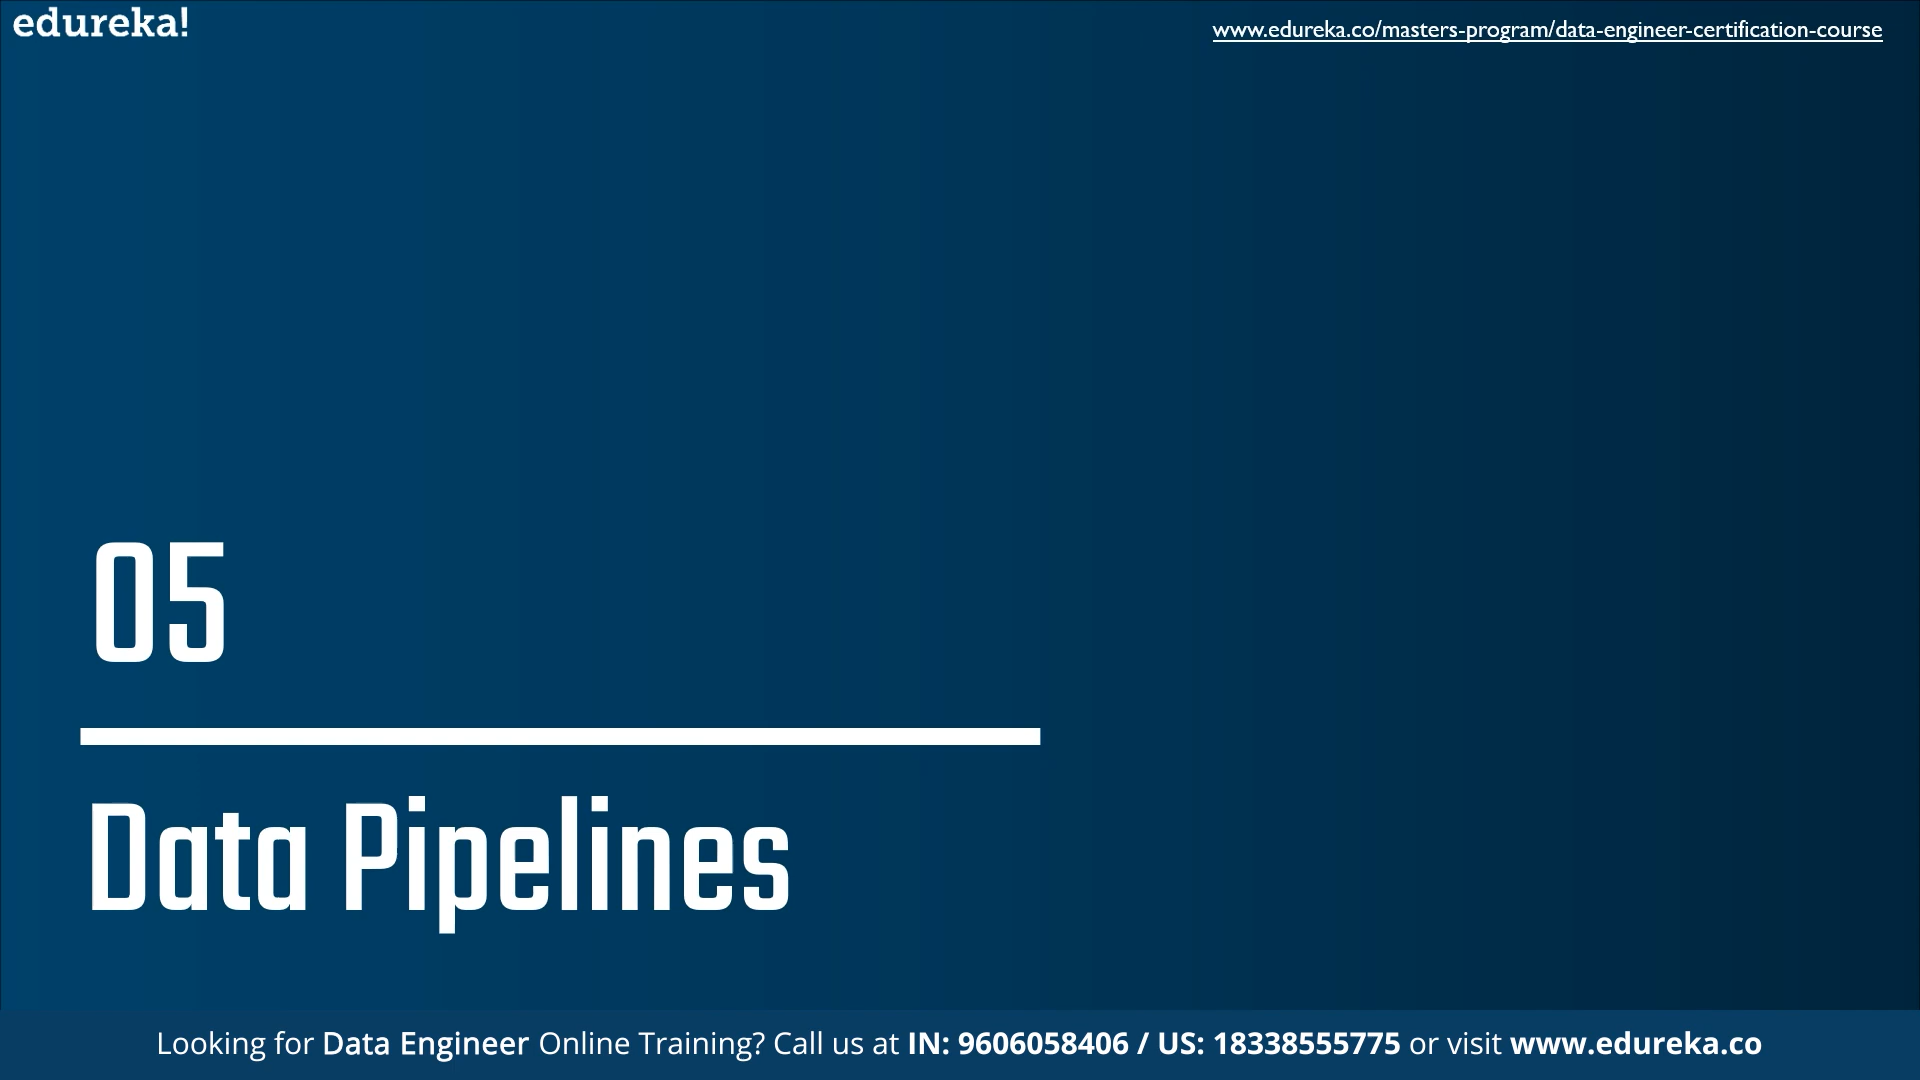 edureka!
www.edureka.co/masters-program/data-engineer-certification-course
05
Data Pipelines
Looking for Data Engineer Online Training? Call us at IN: 9606058406 / US: 18338555775 or visit www.edureka.co